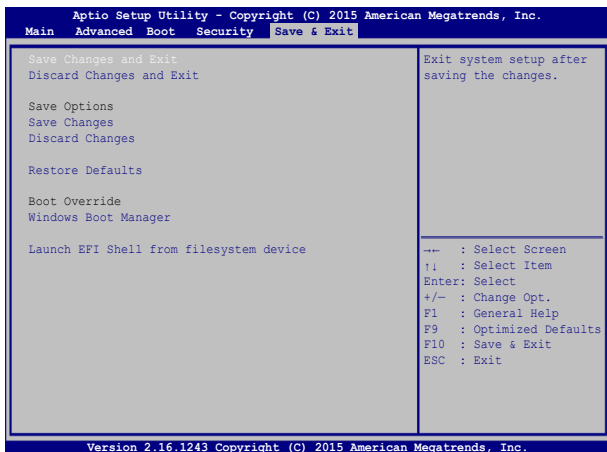 Aptio Setup Utility - Copyright (C) 2015 American Megatrends, Inc.
Main Advanced Boot Security Save & Exit
Save Changes and Exit
Discard Changes and Exit
Save Options
Save Changes
Discard Changes
Restore Defaults
Boot Override
Windows Boot Manager
Launch EFI Shell from filesystem device
Exit system setup after
saving the changes.
→← : Select Screen
↑↓ : Select Item
Enter: Select
+/— : Change Opt.
F1 : General Help
F9 : Optimized Defaults
F10 : Save & Exit
ESC : Exit
Version 2.16.1243 Copyright (C) 2015 American Megatrends, Inc.